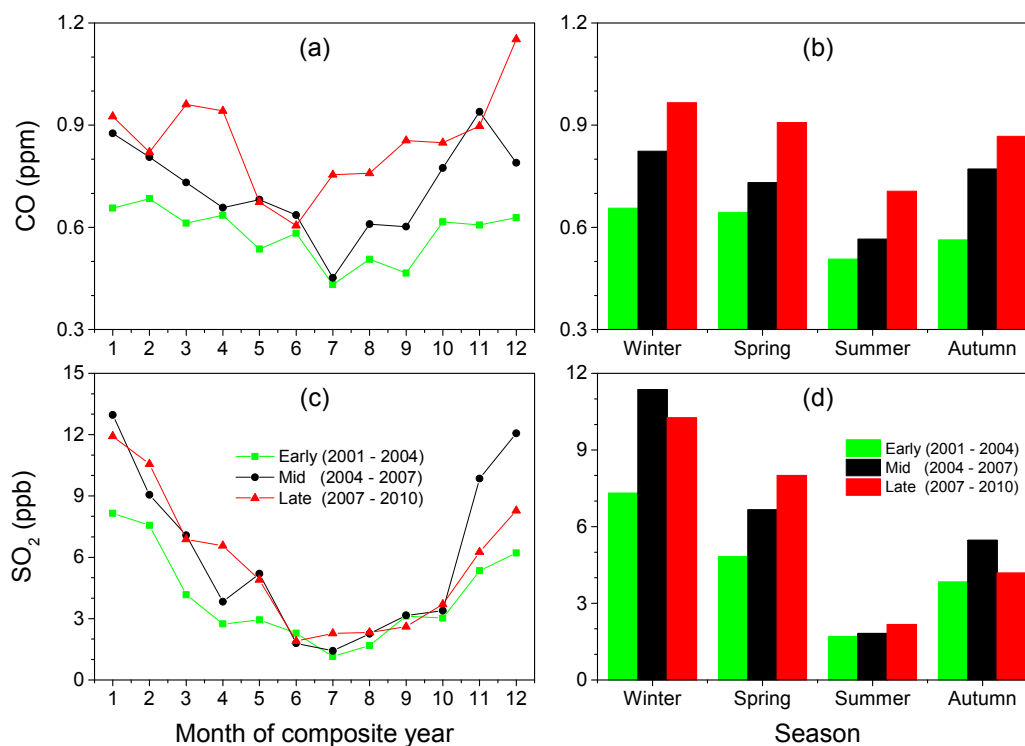 (a)
CO (ppm)
1.2
0.9
0.6
0.3
1 2 3 4 5 6 7 8 9 10 11 12
(b)
1.2
0.9
0.6
0.3
Winter Spring Summer Autumn
(c)
SO2 (ppb)
15
12
9
6
3
0
Early (2001 - 2004)
Mid (2004 - 2007)
Late (2007 - 2010)
1 2 3 4 5 6 7 8 9 10 11 12
Month of composite year
(d)
12
9
6
3
0
Early (2001 - 2004)
Mid (2004 - 2007)
Late (2007 - 2010)
Winter Spring Summer Autumn
Season